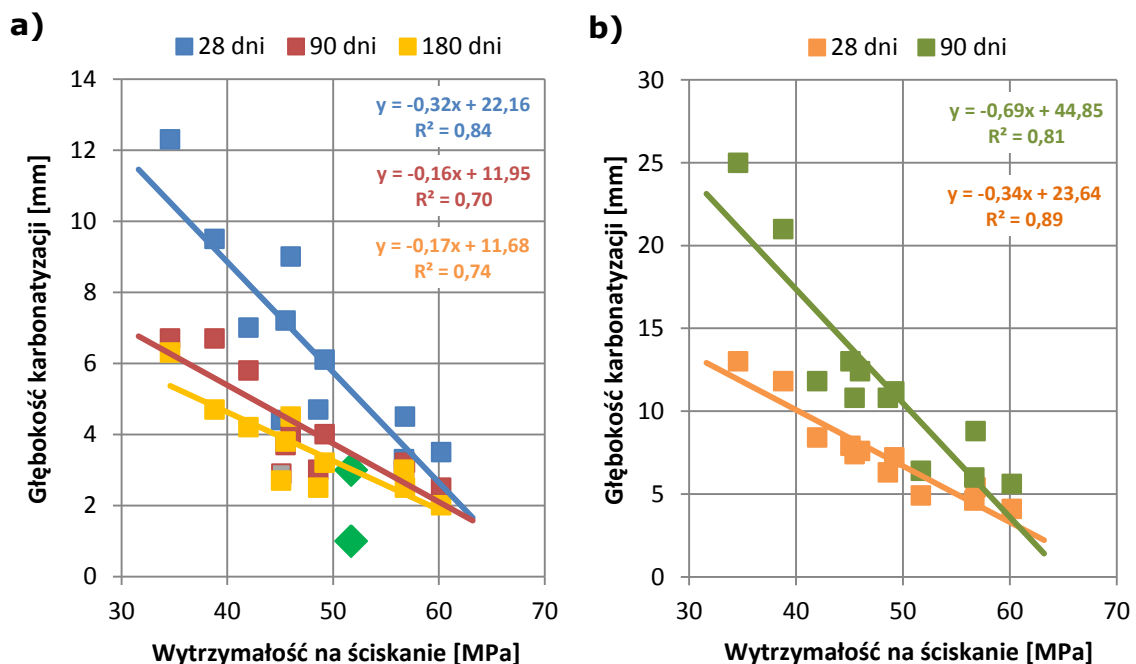 a)
28 dni 90 dni 180 dni
14
12
10
8
6
4
2
0
Głębokość karbonatyzacji [mm]
y = -0,32x + 22,16
R² = 0,84
y = -0,16x + 11,95
R² = 0,70
y = -0,17x + 11,68
R² = 0,74
30 40 50 60 70
Wytrzymałość na ściskanie [MPa]
b)
28 dni 90 dni
30
25
20
15
10
5
0
Głębokość karbonatyzacji [mm]
y = -0,69x + 44,85
R² = 0,81
y = -0,34x + 23,64
R² = 0,89
30 40 50 60 70
Wytrzymałość na ściskanie [MPa]